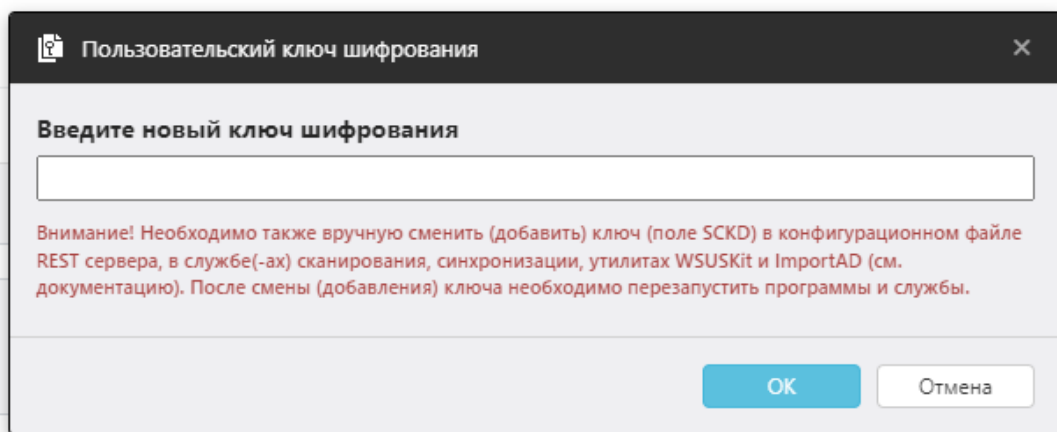 Пользовательский ключ шифрования
Введите новый ключ шифрования
Внимание! Необходимо также вручную сменить (добавить) ключ (поле SCKD) в конфигурационном файле
REST сервера, в службе(-ах) сканирования, синхронизации, утилитах WSUSKit и ImportAD (см.
документацию). После смены (добавления) ключа необходимо перезапустить программы и службы.
ОК
Отмена